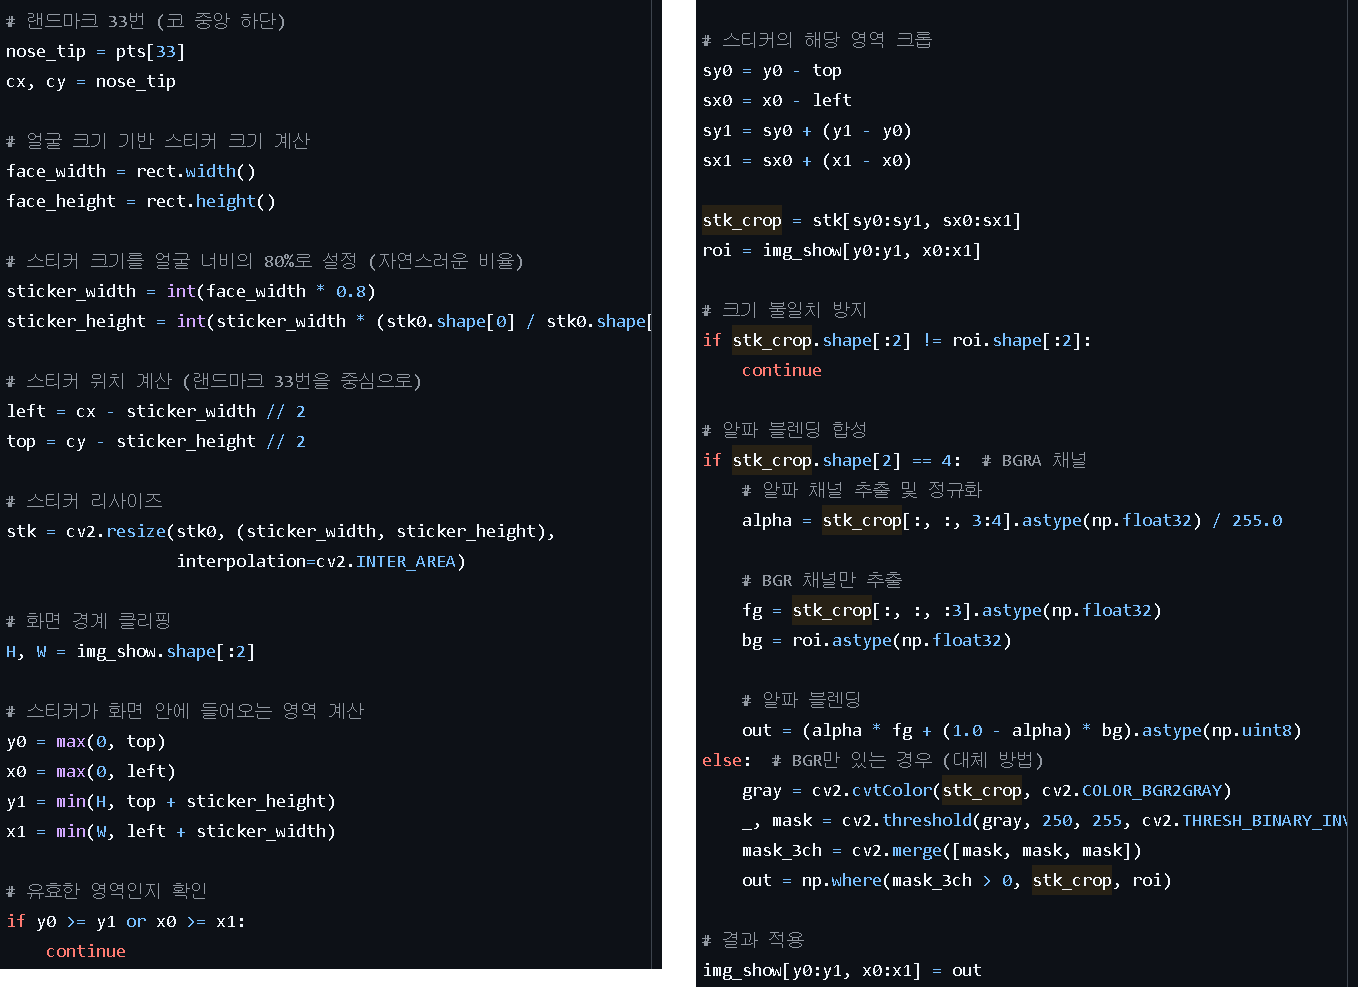 # 랜드마크 33번 (코 중앙 하단)
nose_tip = pts[33]
cx, cy = nose_tip
# 얼굴 크기 기반 스티커 크기 계산
face_width = rect.width()
face_height = rect.height()
# 스티커 크기를 얼굴 너비의 80%로 설정 (자연스러운 비율)
sticker_width = int(face_width * 0.8)
sticker_height = int(sticker_width * (stk0.shape[0] / stk0.shape[
# 스티커 위치 계산 (랜드마크 33번을 중심으로)
left = cx - sticker_width // 2
top = cy - sticker_height // 2
# 스티커 리사이즈
stk = cv2.resize(stk0, (sticker_width, sticker_height),
interpolation=cv2.INTER_AREA)
# 화면 경계 클리핑
H, W = img_show.shape[:2]
# 스티커가 화면 안에 들어오는 영역 계산
y0 = max(0, top)
x0 = max(0, left)
y1 = min(H, top + sticker_height)
x1 = min(W, left + sticker_width)
# 유효한 영역인지 확인
if y0 >= y1 or x0 >= x1:
continue
# 스티커의 해당 영역 크롭
sy0 = y0 - top
sx0 = x0 - left
sy1 = sy0 + (y1 - y0)
sx1 = sx0 + (x1 - x0)
stk_crop = stk[sy0:sy1, sx0:sx1]
roi = img_show[y0:y1, x0:x1]
# 크기 불일치 방지
if stk_crop.shape[:2] != roi.shape[:2]:
continue
# 알파 블렌딩 합성
if stk_crop.shape[2] == 4:  # BGRA 채널
# 알파 채널 추출 및 정규화
alpha = stk_crop[:, :, 3:4].astype(np.float32) / 255.0
# BGR 채널만 추출
fg = stk_crop[:, :, :3].astype(np.float32)
bg = roi.astype(np.float32)
# 알파 블렌딩
out = (alpha * fg + (1.0 - alpha) * bg).astype(np.uint8)
else:  # BGR만 있는 경우 (대체 방법)
gray = cv2.cvtColor(stk_crop, cv2.COLOR_BGR2GRAY)
_, mask = cv2.threshold(gray, 250, 255, cv2.THRESH_BINARY_INV
mask_3ch = cv2.merge([mask, mask, mask])
out = np.where(mask_3ch > 0, stk_crop, roi)
# 결과 적용
img_show[y0:y1, x0:x1] = out